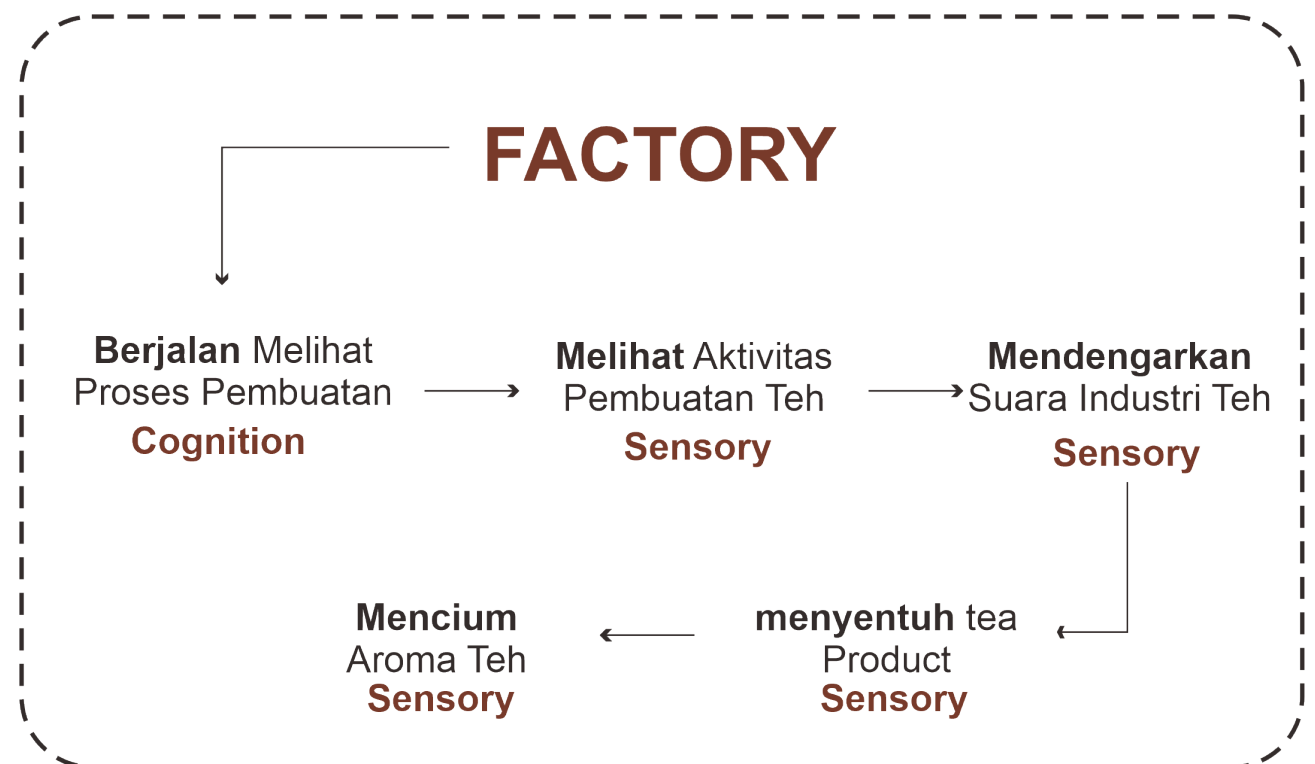 FACTORY
Berjalan Melihat
Proses Pembuatan
Cognition
Melihat Aktivitas
Pembuatan Teh
Sensory
Mendengarkan
Suara Industri Teh
Sensory
menyentuh tea
Product
Sensory
Mencium
Aroma Teh
Sensory